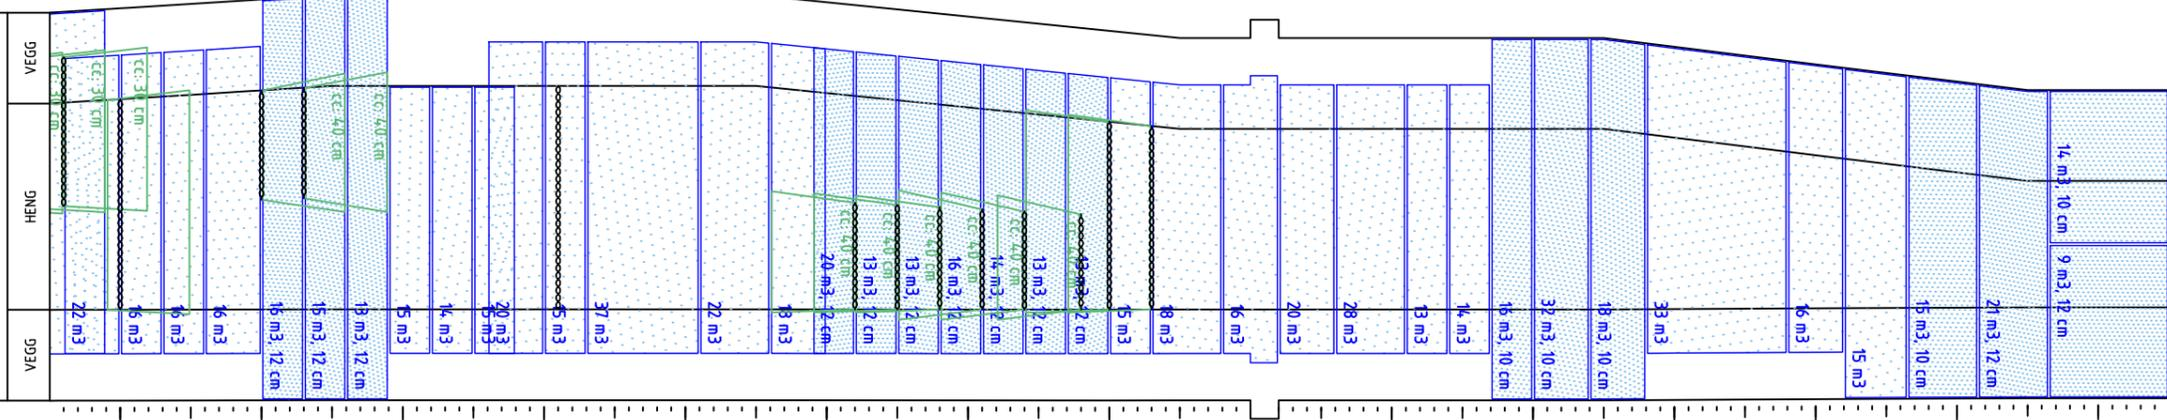 VEGG
HENG
VEGG
cc: 30 cm
cc: 30 cm
22 m3
16 m3
16 m3
16 m3
16 m3, 12 cm
15 m3, 12 cm
13 m3, 12 cm
cc 40 cm
cc 40 cm
15 m3
14 m3
20 m3
37 m3
22 m3
18 m3
20 m3, 12 cm
13 m3, 12 cm
13 m3, 12 cm
16 m3, 12 cm
14 m3, 12 cm
13 m3, 12 cm
cc 40 cm
cc 40 cm
cc 40 cm
cc 40 cm
cc 40 cm
cc 40 cm
15 m3
18 m3
16 m3
20 m3
28 m3
13 m3
14 m3
16 m3, 10 cm
32 m3, 10 cm
18 m3, 10 cm
33 m3
16 m3
15 m3
15 m3, 10 cm
21 m3, 12 cm
14 m3, 10 cm
9 m3, 12 cm